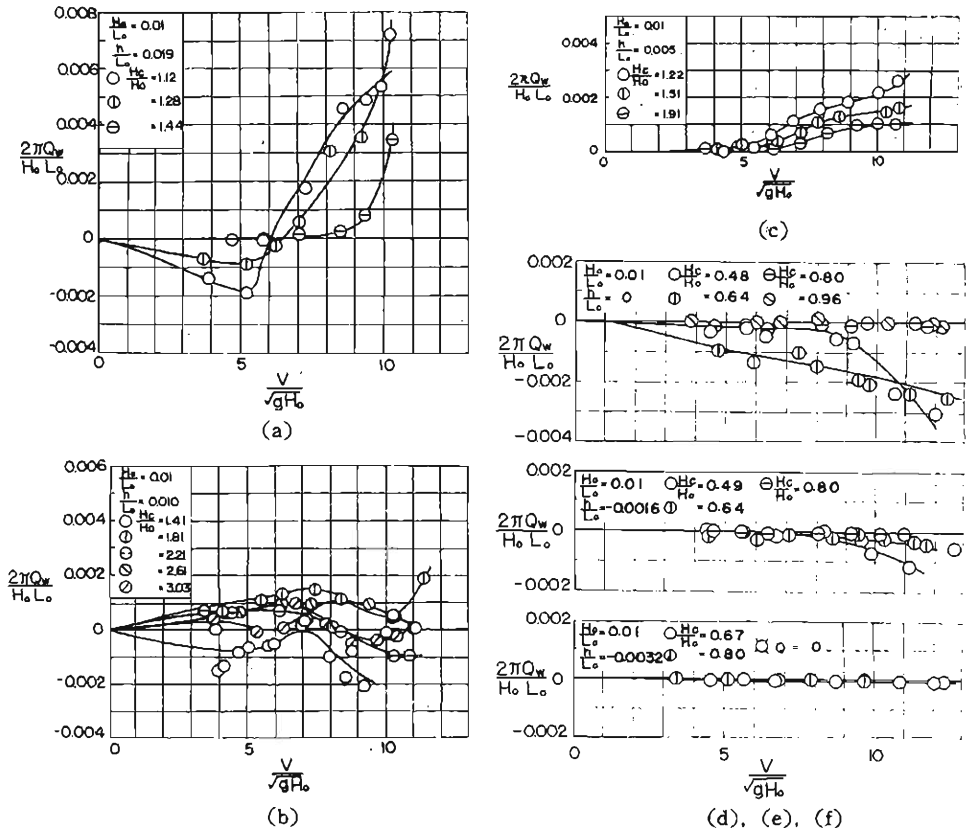 0.008
H₀/L₀ = 0.01
h/L₀ = 0.019
○ Hc/H₀ = 1.12
⦶ = 1.28
⊖ = 1.44
0.006
0.004
0.002
0
-0.002
-0.004
2πQw/H₀L₀
0 5 10
V/√gH₀
(a)
0.006
H₀/L₀ = 0.01
h/L₀ = 0.010
○ Hc/H₀ = 1.41
⦶ = 1.81
⊖ = 2.21
⦸ = 2.61
⊘ = 3.03
0.004
0.002
0
-0.002
-0.004
2πQw/H₀L₀
0 5 10
V/√gH₀
(b)
0.004
H₀/L₀ = 0.01
h/L₀ = 0.005
○ Hc/H₀ = 1.22
⦶ = 1.51
⊖ = 1.91
0.002
0
2πQw/H₀L₀
0 5 10
V/√gH₀
(c)
0.002
H₀/L₀ = 0.01 ○ Hc/H₀ = 0.48 ⊖ Hc/H₀ = 0.80
h/L₀ = 0 ⦶ = 0.64 ⦸ = 0.96
0
-0.002
-0.004
2πQw/H₀L₀
0.002
H₀/L₀ = 0.01 ○ Hc/H₀ = 0.49 ⊖ Hc/H₀ = 0.80
h/L₀ = -0.0016 ⦶ = 0.64
0
-0.002
2πQw/H₀L₀
0.002
H₀/L₀ = 0.01 ○ Hc/H₀ = 0.67
h/L₀ = -0.0032 ⦶ = 0.80
0
-0.002
2πQw/H₀L₀
0 5 10
V/√gH₀
(d), (e), (f)